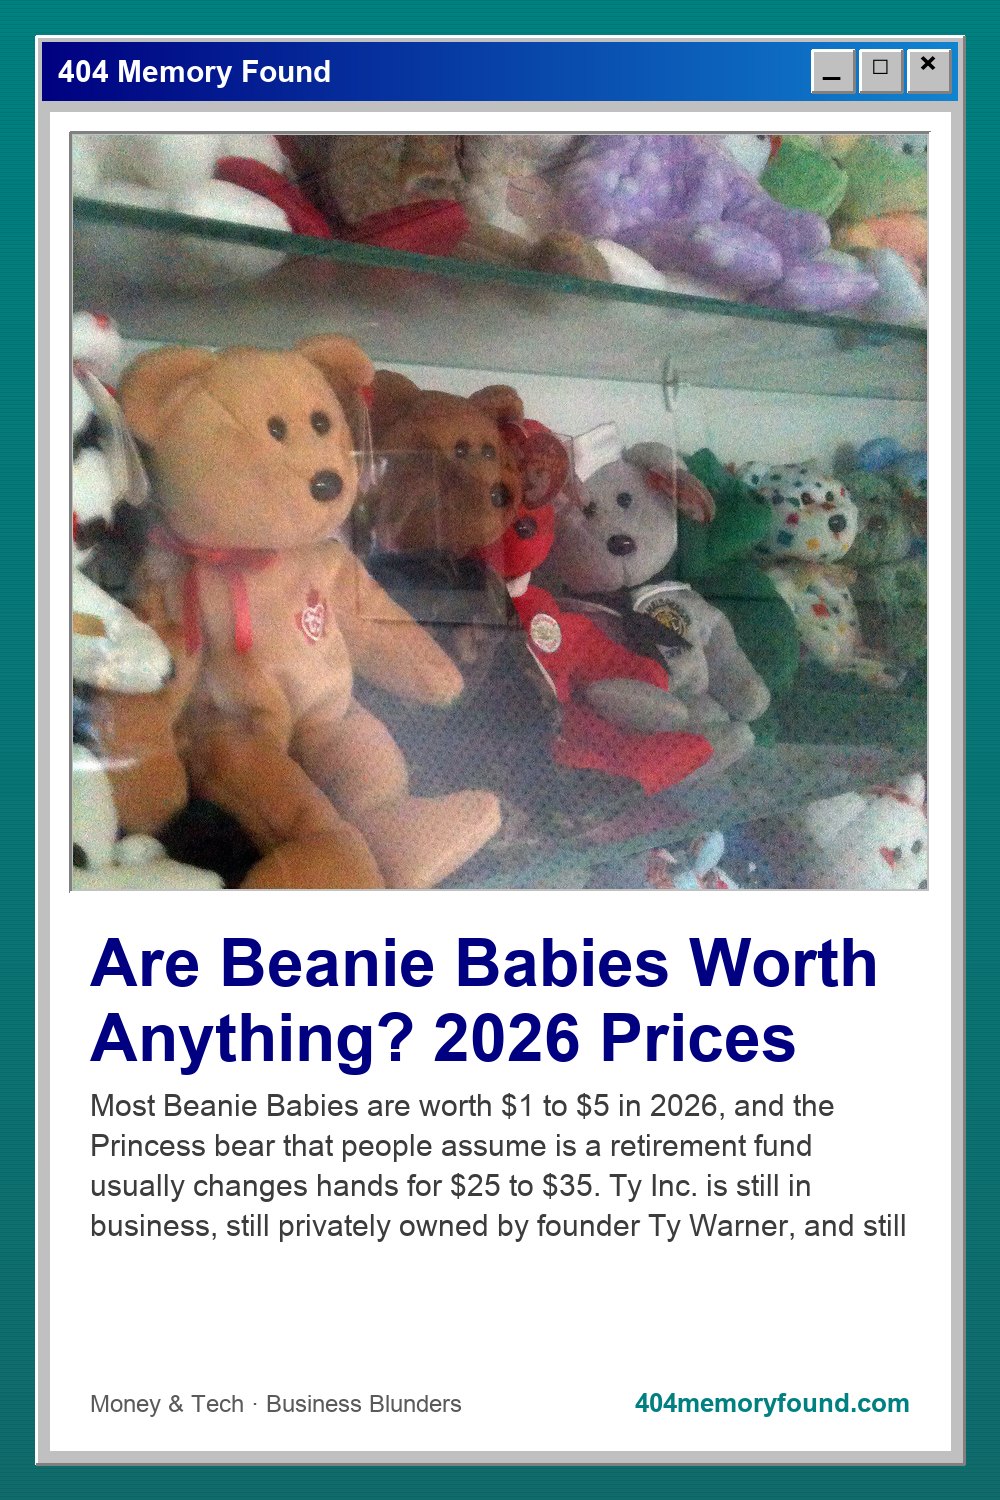 404 Memory Found
Are Beanie Babies Worth
Anything? 2026 Prices
Most Beanie Babies are worth $1 to $5 in 2026, and the
Princess bear that people assume is a retirement fund
usually changes hands for $25 to $35. Ty Inc. is still in
business, still privately owned by founder Ty Warner, and still
Money & Tech · Business Blunders
404memoryfound.com